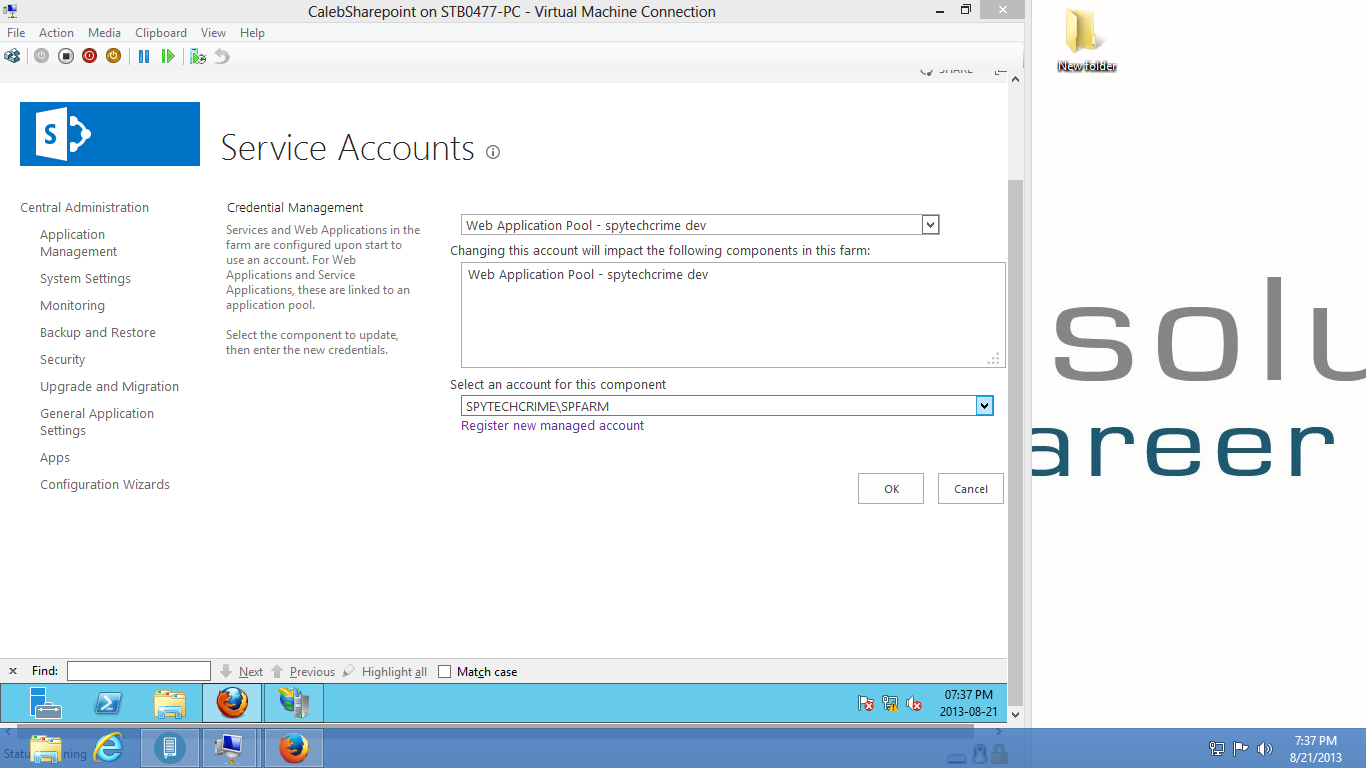 CalebSharepoint on STB0477-PC - Virtual Machine Connection
File Action Media Clipboard View Help
New folder
SHARE
S
Service Accounts
Central Administration
Application
Management
System Settings
Monitoring
Backup and Restore
Security
Upgrade and Migration
General Application
Settings
Apps
Configuration Wizards
Credential Management
Services and Web Applications in the
farm are configured upon start to
use an account. For Web
Applications and Service
Applications, these are linked to an
application pool.
Select the component to update,
then enter the new credentials.
Web Application Pool - spytechcrime dev
Changing this account will impact the following components in this farm:
Web Application Pool - spytechcrime dev
Select an account for this component
SPYTECHCRIME\SPFARM
Register new managed account
OK Cancel
solu
areer
Find: Next Previous Highlight all Match case
07:37 PM
2013-08-21
7:37 PM
8/21/2013